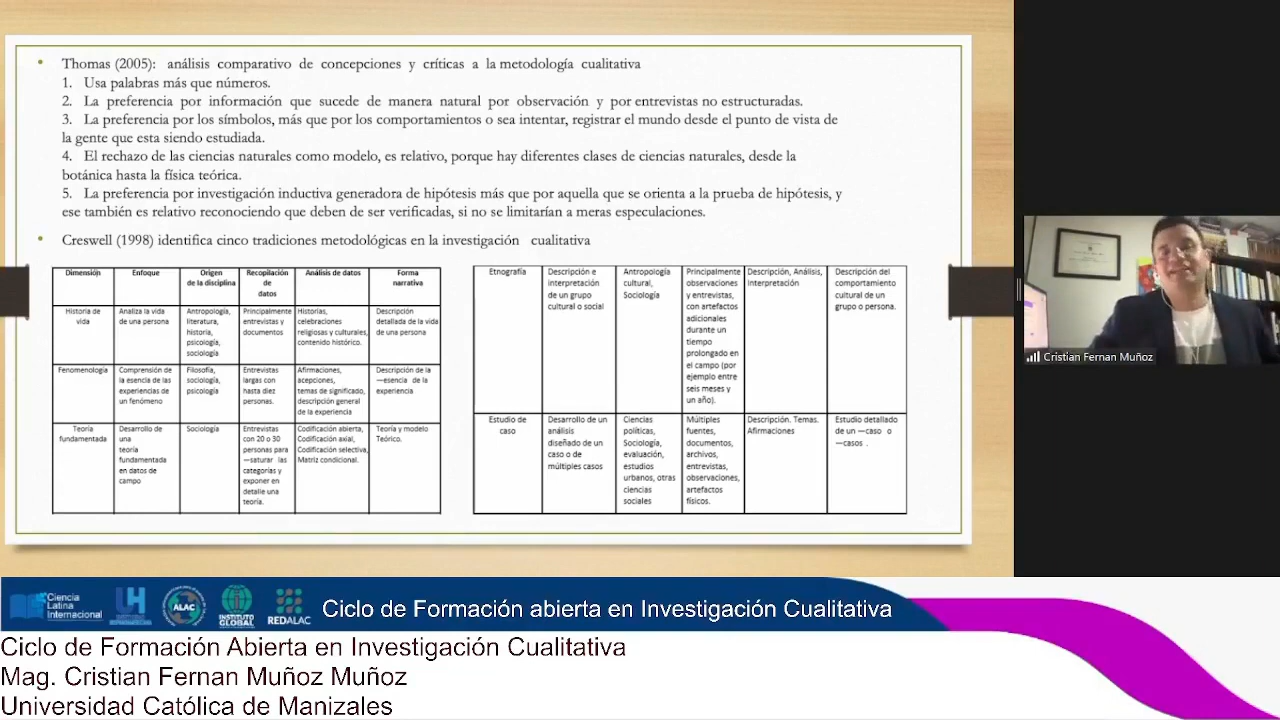 • Thomas (2005): análisis comparativo de concepciones y críticas a la metodología cualitativa
1. Usa palabras más que números.
2. La preferencia por información que sucede de manera natural por observación y por entrevistas no estructuradas.
3. La preferencia por los símbolos, más que por los comportamientos o sea intentar, registrar el mundo desde el punto de vista de
la gente que esta siendo estudiada.
4. El rechazo de las ciencias naturales como modelo, es relativo, porque hay diferentes clases de ciencias naturales, desde la
botánica hasta la física teórica.
5. La preferencia por investigación inductiva generadora de hipótesis más que por aquella que se orienta a la prueba de hipótesis, y
ese también es relativo reconociendo que deben de ser verificadas, si no se limitarían a meras especulaciones.
• Creswell (1998) identifica cinco tradiciones metodológicas en la investigación cualitativa
Dimensión
Enfoque
Origen
de la disciplina
Recopilación
de
datos
Análisis de datos
Forma
narrativa
Historia de
vida
Analiza la vida
de una persona
Antropología,
literatura,
historia,
psicología,
sociología
Principalmente
entrevistas y
documentos
Historias,
celebraciones
religiosas y culturales,
contenido histórico.
Descripción
detallada de la vida
de una persona
Fenomenología
Comprensión de
la esencia de las
experiencias de
un fenómeno
Filosofía,
sociología,
psicología
Entrevistas
largas con
hasta diez
personas.
Afirmaciones,
acepciones,
temas de significado,
descripción general
de la experiencia
Descripción de la
―esencia de la
experiencia
Teoría
fundamentada
Desarrollo de
una
teoría
fundamentada
en datos de
campo
Sociología
Entrevistas
con 20 o 30
personas para
―saturar las
categorías y
exponer en
detalle una
teoría.
Codificación abierta,
Codificación axial,
Codificación selectiva,
Matriz condicional.
Teoría y modelo
Teórico.
Etnografía
Descripción e
interpretación
de un grupo
cultural o social
Antropología
cultural,
Sociología
Principalmente
observaciones
y entrevistas,
con artefactos
adicionales
durante un
tiempo
prolongado en
el campo (por
ejemplo entre
seis meses y
un año).
Descripción, Análisis,
Interpretación
Descripción del
comportamiento
cultural de un
grupo o persona.
Estudio de
caso
Desarrollo de un
análisis
diseñado de un
caso o de
múltiples casos
Ciencias
políticas,
Sociología,
evaluación,
estudios
urbanos, otras
ciencias
sociales
Múltiples
fuentes,
documentos,
archivos,
entrevistas,
observaciones,
artefactos
físicos.
Descripción. Temas.
Afirmaciones
Estudio detallado
de un ―caso o
―casos .
Cristian Fernan Muñoz
Ciencia
Latina
Internacional
ALAC
INSTITUTO
GLOBAL
REDALAC
Ciclo de Formación abierta en Investigación Cualitativa
Ciclo de Formación Abierta en Investigación Cualitativa
Mag. Cristian Fernan Muñoz Muñoz
Universidad Católica de Manizales